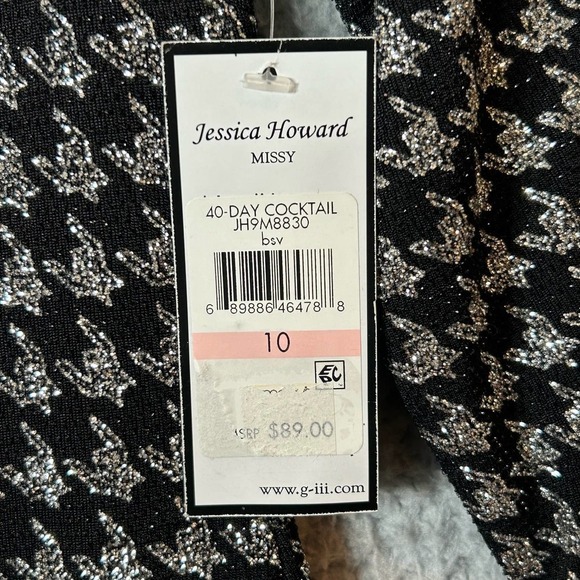 Jessica Howard
MISSY
40-DAY COCKTAIL
JH9M8830
bsv
6 89886 46478 8
10
MSRP $89.00
www.g-iii.com